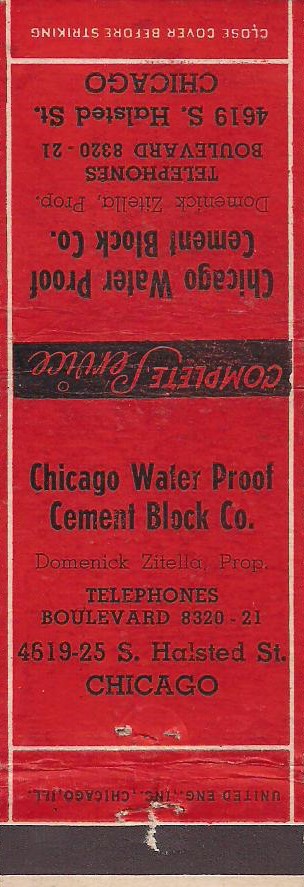 CLOSE COVER BEFORE STRIKING
Chicago Water Proof
Cement Block Co.
Domenick Zitella, Prop.
TELEPHONES
BOULEVARD 8320-21
4619 S. Halsted St.
CHICAGO
COMPLETE Service
Chicago Water Proof
Cement Block Co.
Domenick Zitella, Prop.
TELEPHONES
BOULEVARD 8320-21
4619-25 S. Halsted St.
CHICAGO
UNITED ENG., INC., CHICAGO, ILL.